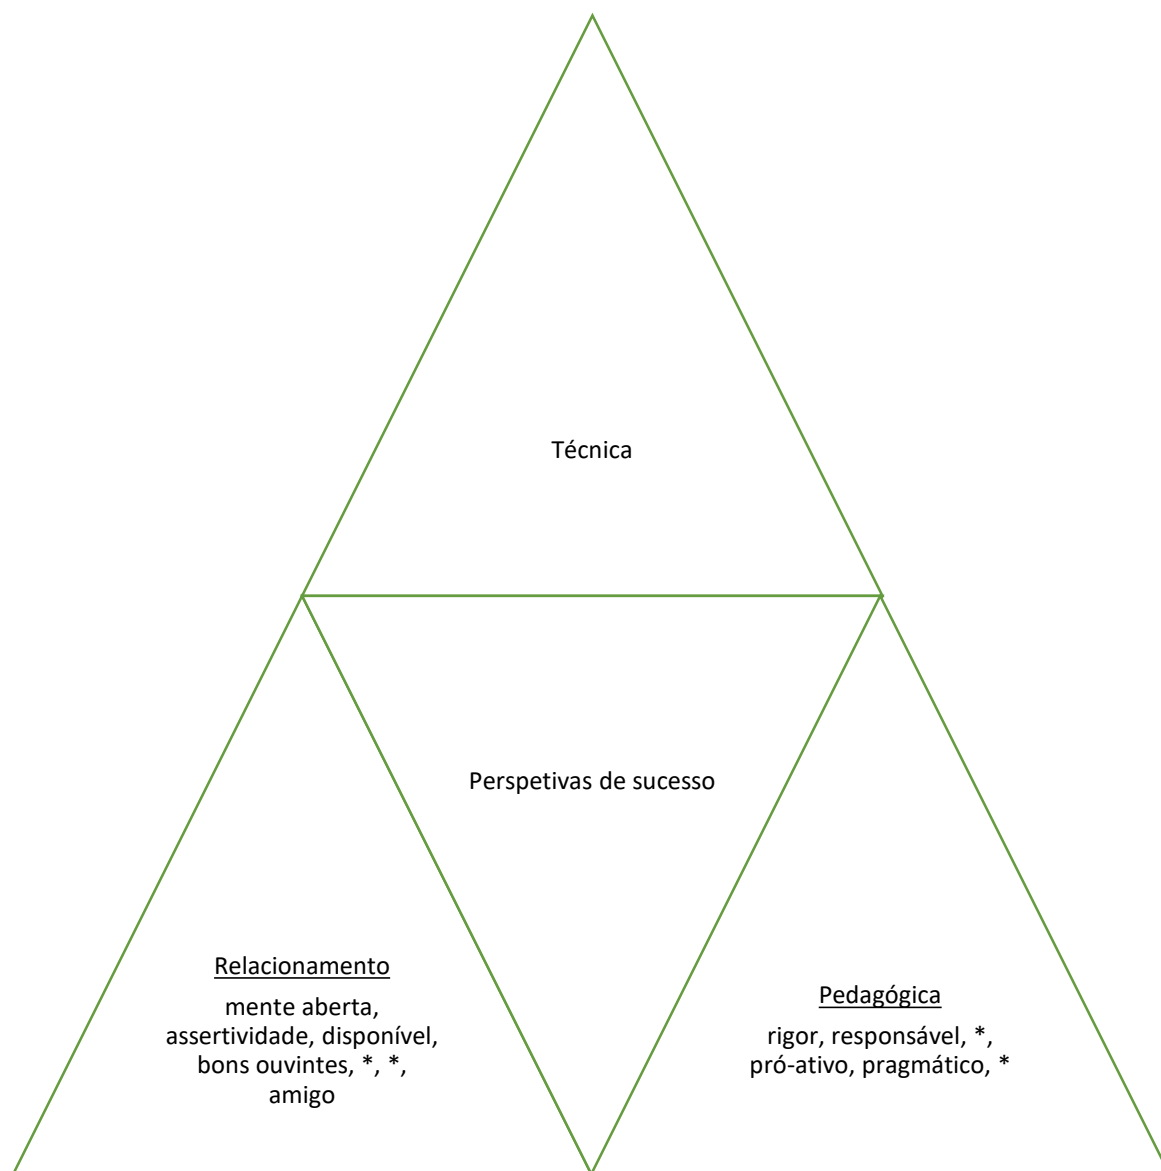 Técnica
Perspetivas de sucesso
Relacionamento
mente aberta,
assertividade, disponível,
bons ouvintes, *, *,
amigo
Pedagógica
rigor, responsável, *,
pró-ativo, pragmático, *